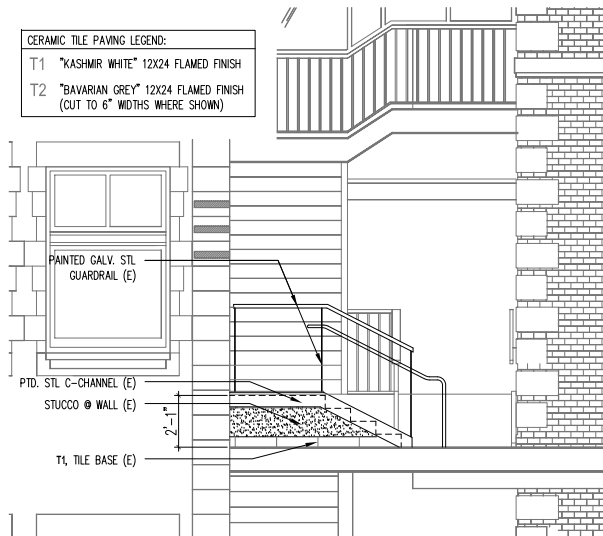 CERAMIC TILE PAVING LEGEND:
T1 "KASHMIR WHITE" 12X24 FLAMED FINISH
T2 "BAVARIAN GREY" 12X24 FLAMED FINISH
(CUT TO 6" WIDTHS WHERE SHOWN)
PAINTED GALV. STL
GUARDRAIL (E)
PTD. STL C-CHANNEL (E)
STUCCO @ WALL (E)
2'-1"
T1, TILE BASE (E)